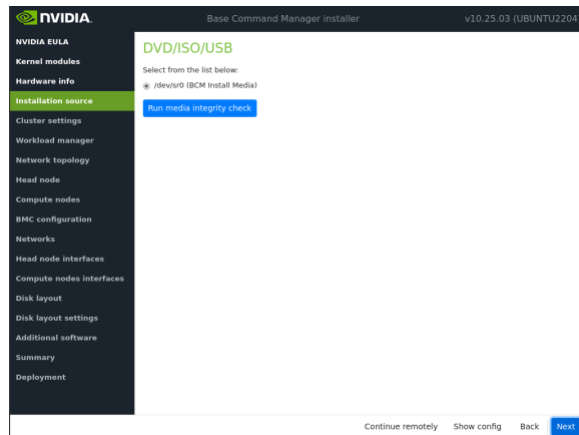 NVIDIA.
Base Command Manager installer
v10.25.03 (UBUNTU2204
NVIDIA EULA
Kernel modules
Hardware info
Installation source
Cluster settings
Workload manager
Network topology
Head node
Compute nodes
BMC configuration
Networks
Head node interfaces
Compute nodes interfaces
Disk layout
Disk layout settings
Additional software
Summary
Deployment
DVD/ISO/USB
Select from the list below:
/dev/sr0 (BCM Install Media)
Run media integrity check
Continue remotely
Show config
Back
Next